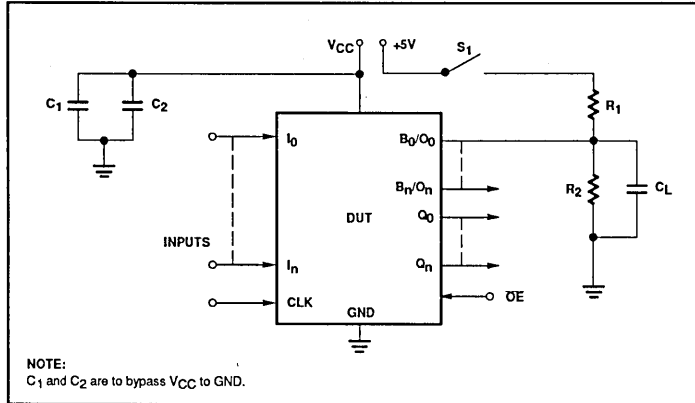 VCC +5V S1
C1 C2 R1
I0 B0/O0
Bn/On R2 CL
DUT Q0
INPUTS
In Qn
CLK OE
GND
NOTE:
C1 and C2 are to bypass VCC to GND.